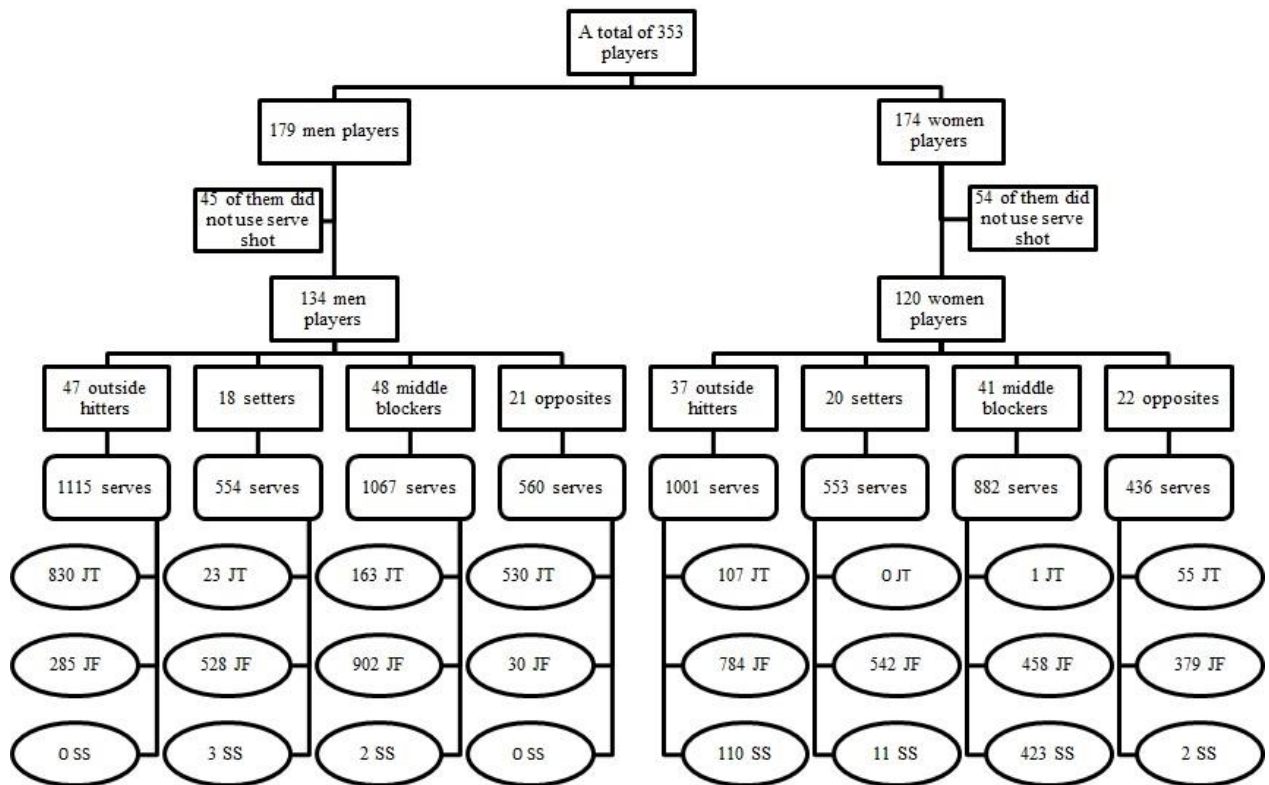 A total of 353
players
179 men players
174 women
players
45 of them did
not use serve
shot
54 of them did
not use serve
shot
134 men
players
120 women
players
47 outside
hitters
18 setters
48 middle
blockers
21 opposites
37 outside
hitters
20 setters
41 middle
blockers
22 opposites
1115 serves
554 serves
1067 serves
560 serves
1001 serves
553 serves
882 serves
436 serves
830 JT
23 JT
163 JT
530 JT
107 JT
0 JT
1 JT
55 JT
285 JF
528 JF
902 JF
30 JF
784 JF
542 JF
458 JF
379 JF
0 SS
3 SS
2 SS
0 SS
110 SS
11 SS
423 SS
2 SS